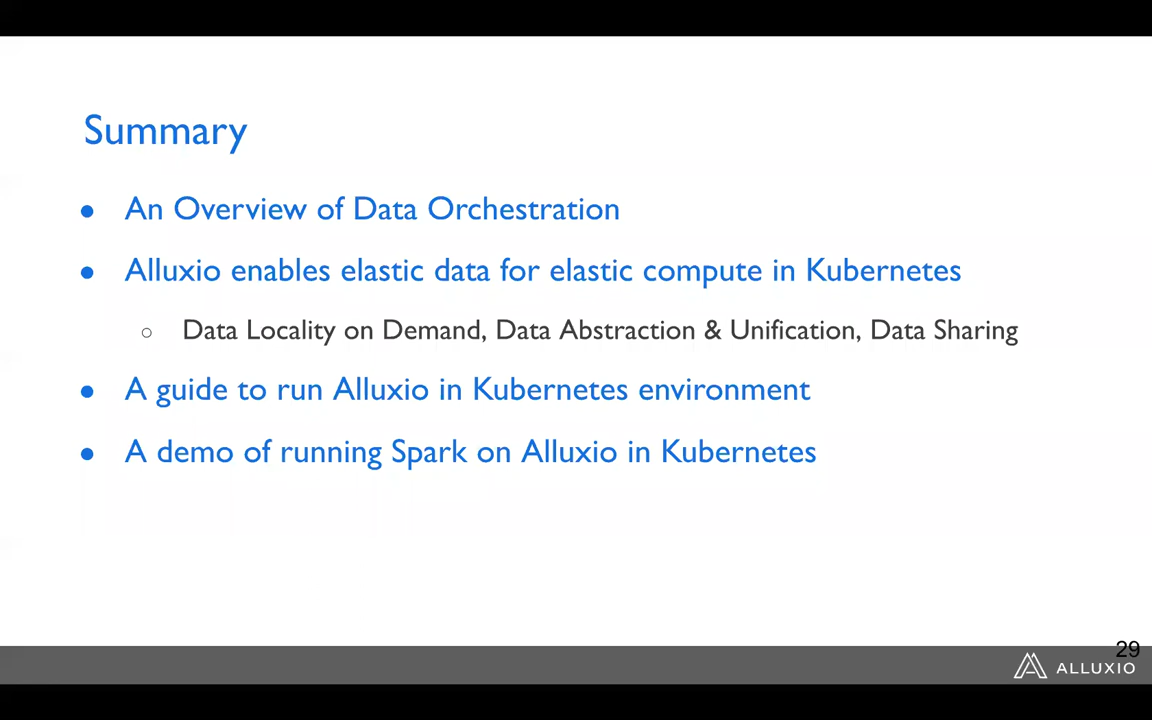 Summary
● An Overview of Data Orchestration
● Alluxio enables elastic data for elastic compute in Kubernetes
○ Data Locality on Demand, Data Abstraction & Unification, Data Sharing
● A guide to run Alluxio in Kubernetes environment
● A demo of running Spark on Alluxio in Kubernetes
29
ALLUXIO